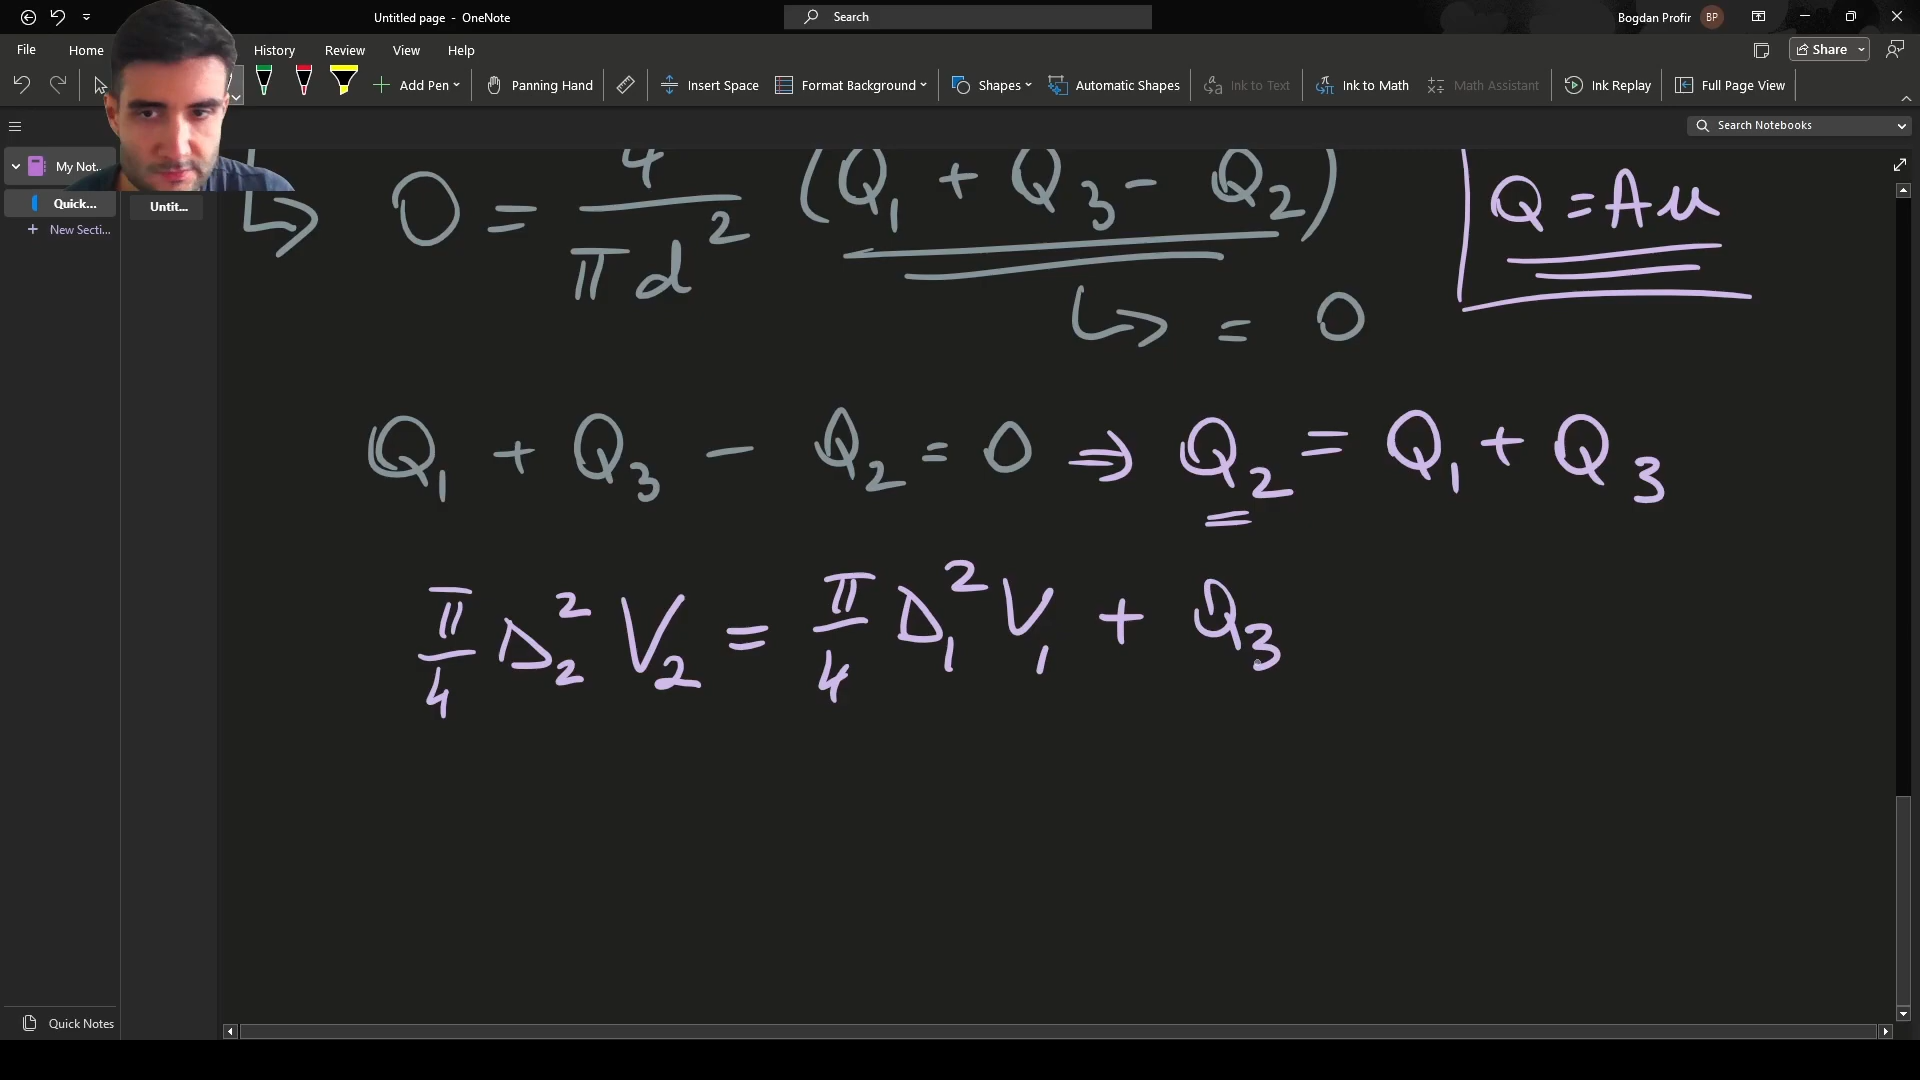 Untitled page - OneNote
Search
Bogdan Profir BP
File Home History Review View Help
Share
Add Pen Panning Hand Insert Space Format Background Shapes Automatic Shapes Ink to Text Ink to Math Math Assistant Ink Replay Full Page View
Search Notebooks
My Not...
Quick...
Untit...
+ New Secti...
↳ 0 = 4/πd² (Q₁ + Q₃ - Q₂)
↳ = 0
Q = Au
Q₁ + Q₃ - Q₂ = 0 ⇒ Q₂ = Q₁ + Q₃
π/4 D₂² V₂ = π/4 D₁² V₁ + Q₃
Quick Notes